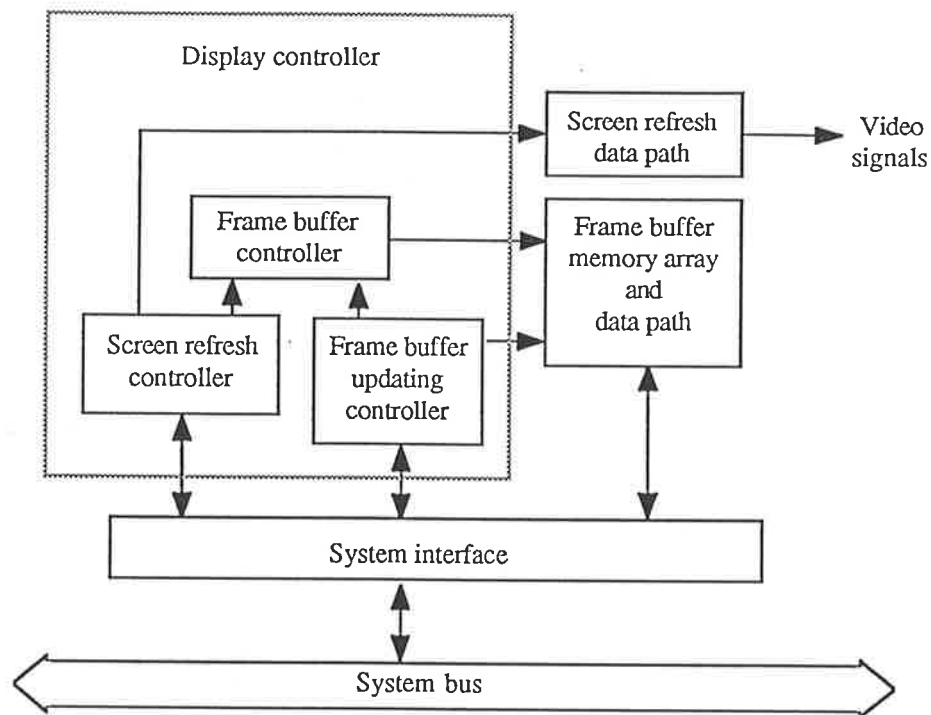 Display controller
Screen refresh
data path
Video
signals
Frame buffer
controller
Frame buffer
memory array
and
data path
Screen refresh
controller
Frame buffer
updating
controller
System interface
System bus